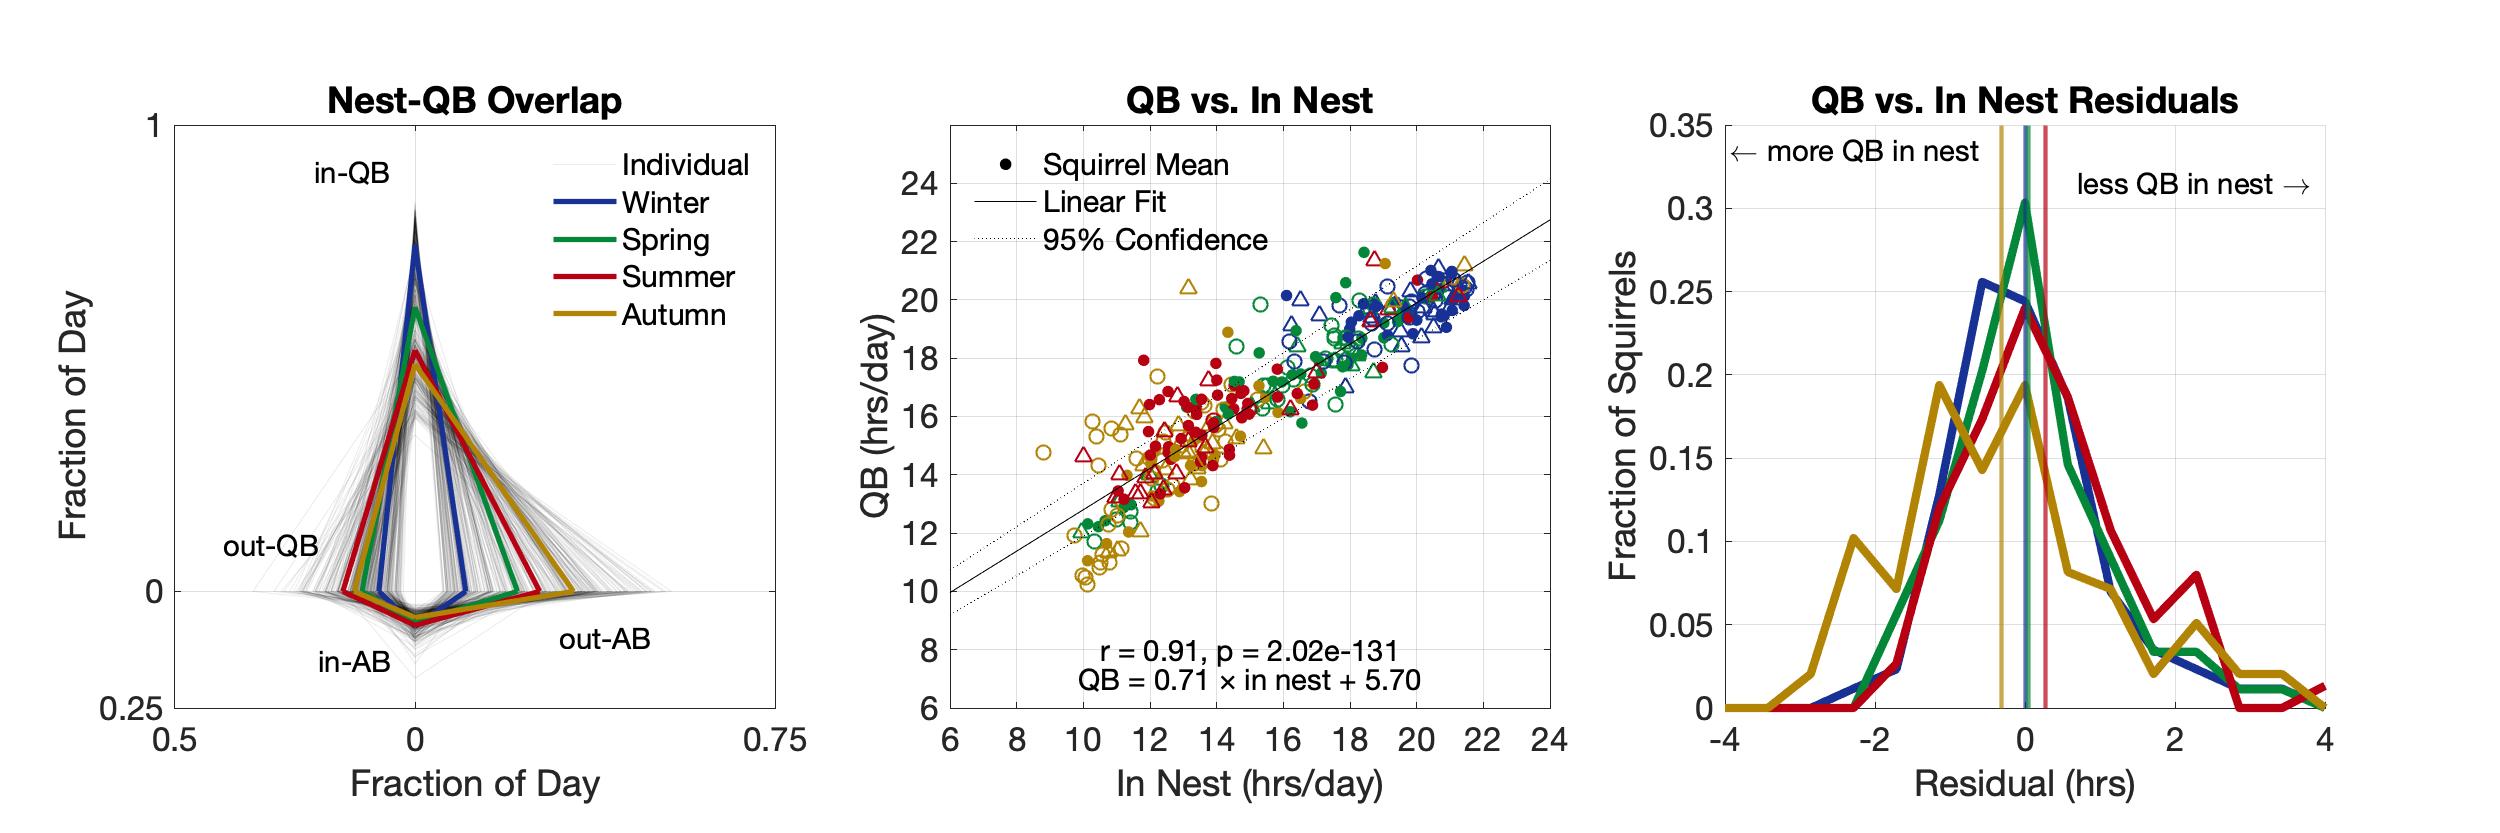 Nest-QB Overlap
1
0
0.25
Fraction of Day
0.5
0
0.75
Fraction of Day
in-QB
out-QB
in-AB
out-AB
Individual
Winter
Spring
Summer
Autumn
QB vs. In Nest
24
22
20
18
16
14
12
10
8
6
QB (hrs/day)
6 8 10 12 14 16 18 20 22 24
In Nest (hrs/day)
Squirrel Mean
Linear Fit
95% Confidence
r = 0.91, p = 2.02e-131
QB = 0.71 × in nest + 5.70
QB vs. In Nest Residuals
← more QB in nest
less QB in nest →
0.35
0.3
0.25
0.2
0.15
0.1
0.05
0
Fraction of Squirrels
-4 -2 0 2 4
Residual (hrs)